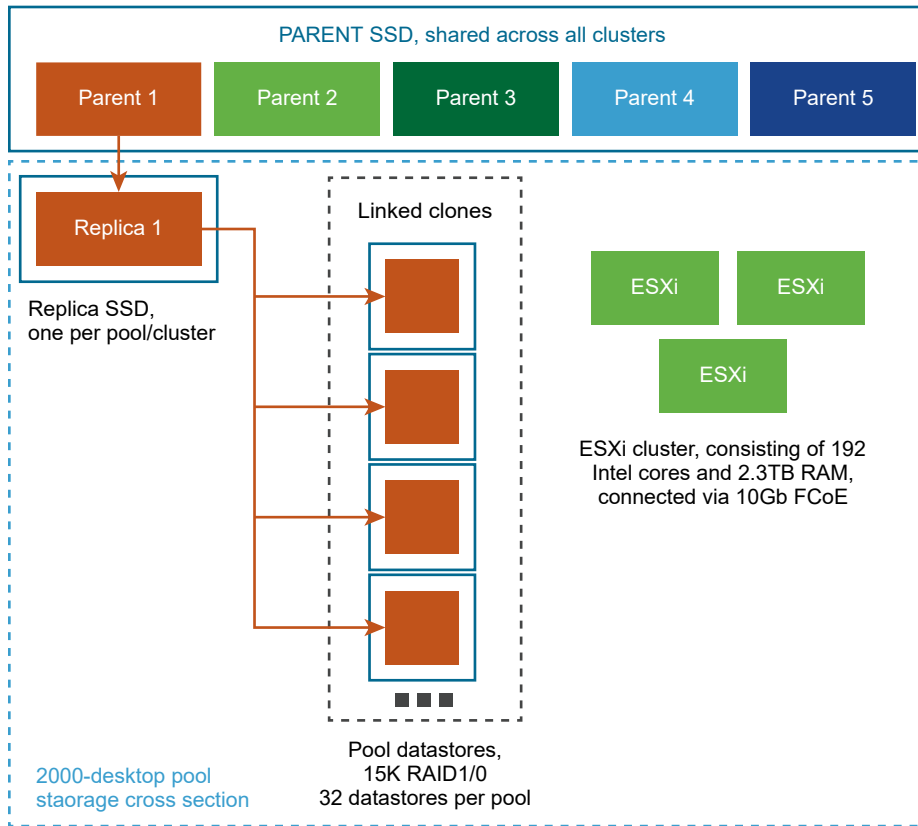 PARENT SSD, shared across all clusters
Parent 1
Parent 2
Parent 3
Parent 4
Parent 5
Replica 1
Replica SSD,
one per pool/cluster
Linked clones
ESXi
ESXi
ESXi
ESXi cluster, consisting of 192
Intel cores and 2.3TB RAM,
connected via 10Gb FCoE
Pool datastores,
15K RAID1/0
32 datastores per pool
2000-desktop pool
staorage cross section